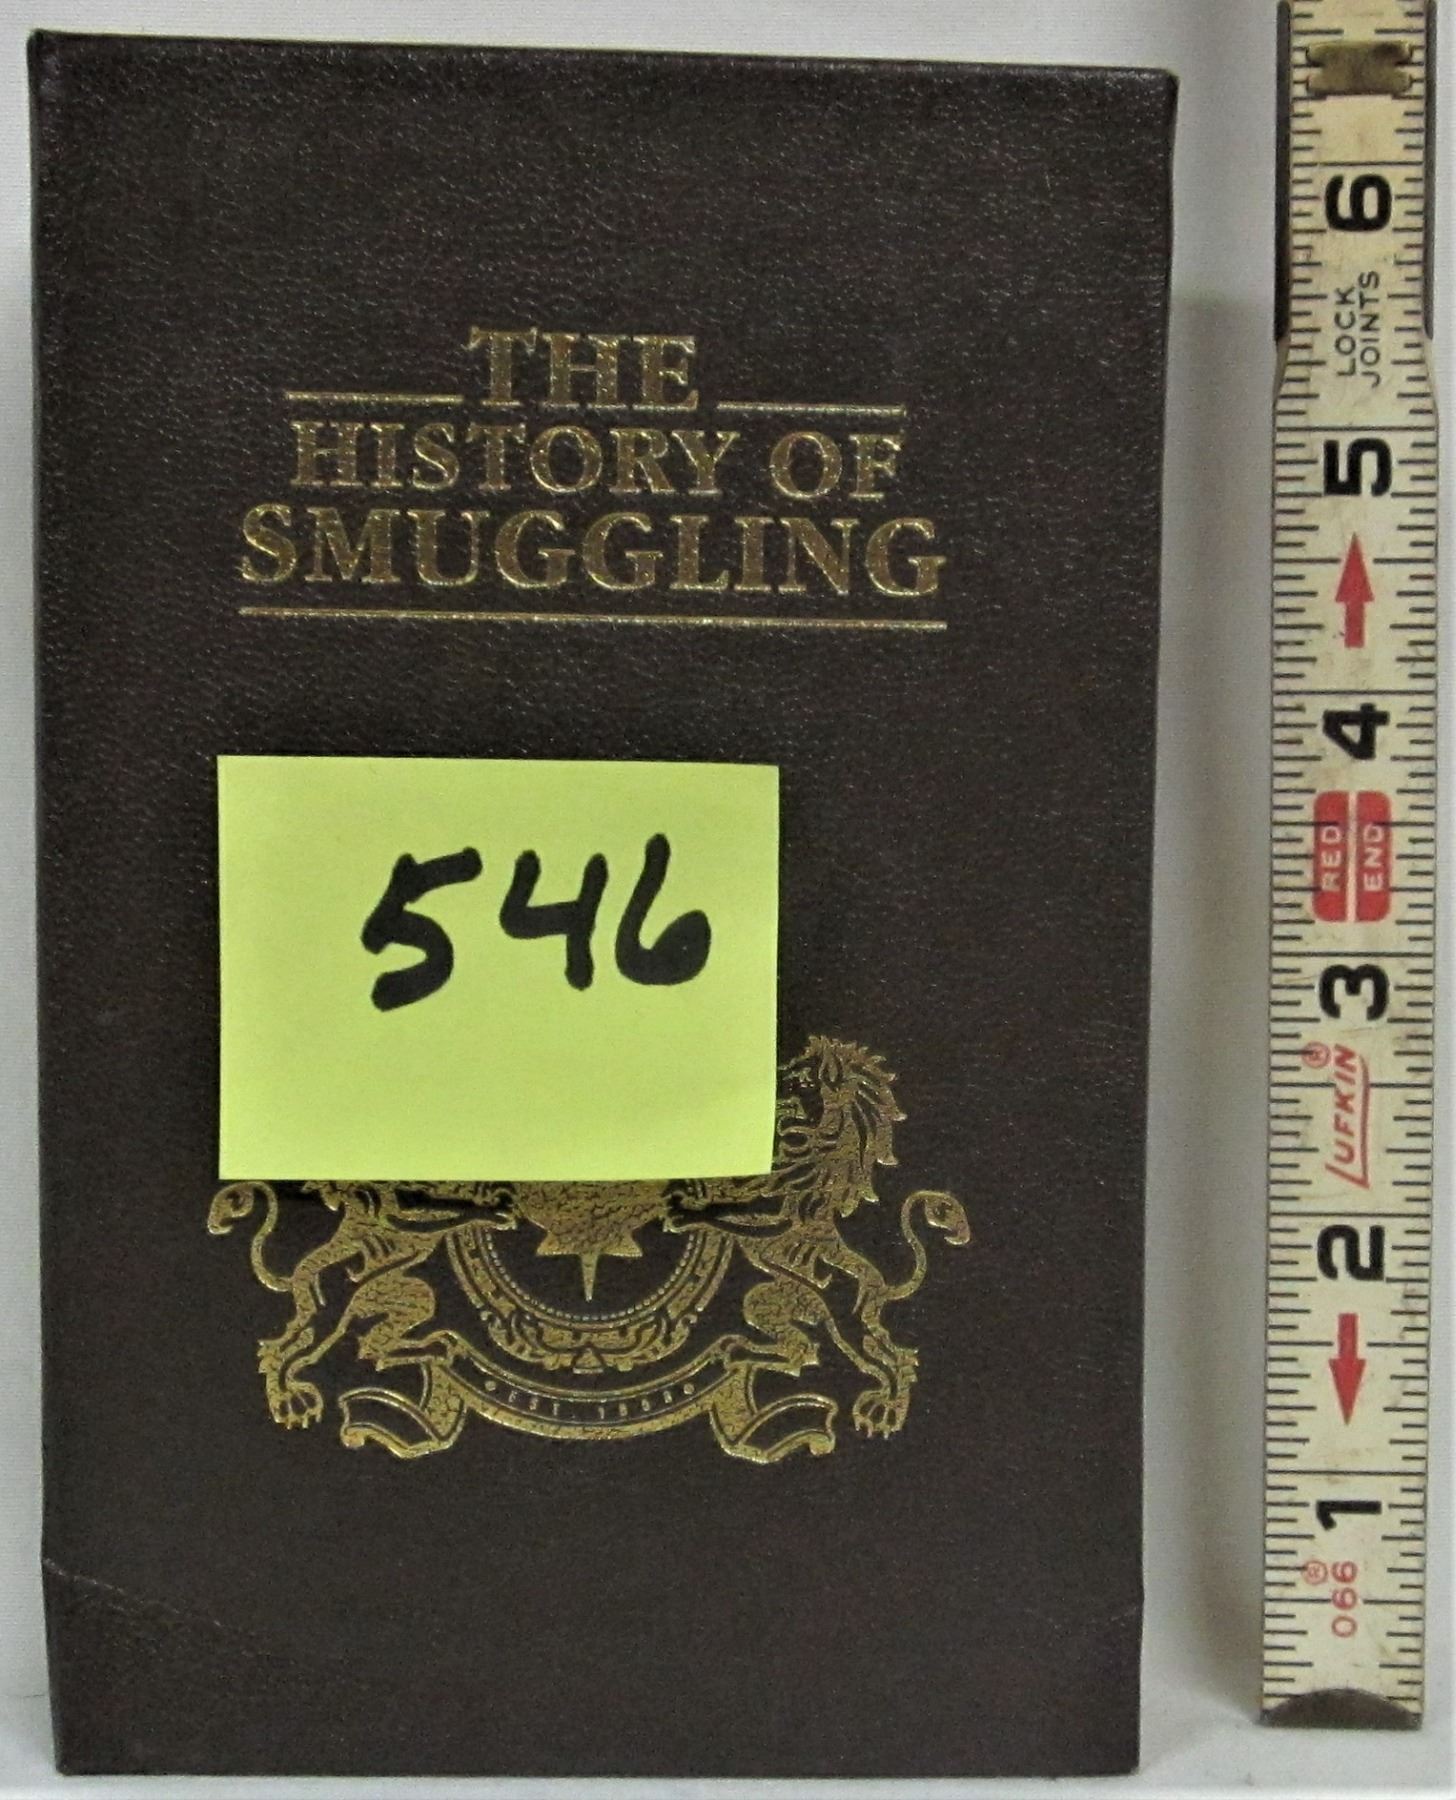 THE
HISTORY OF
SMUGGLING
546
6
LOCK
JOINTS
5
4
RED
END
3
LUFKIN®
2
1
066®